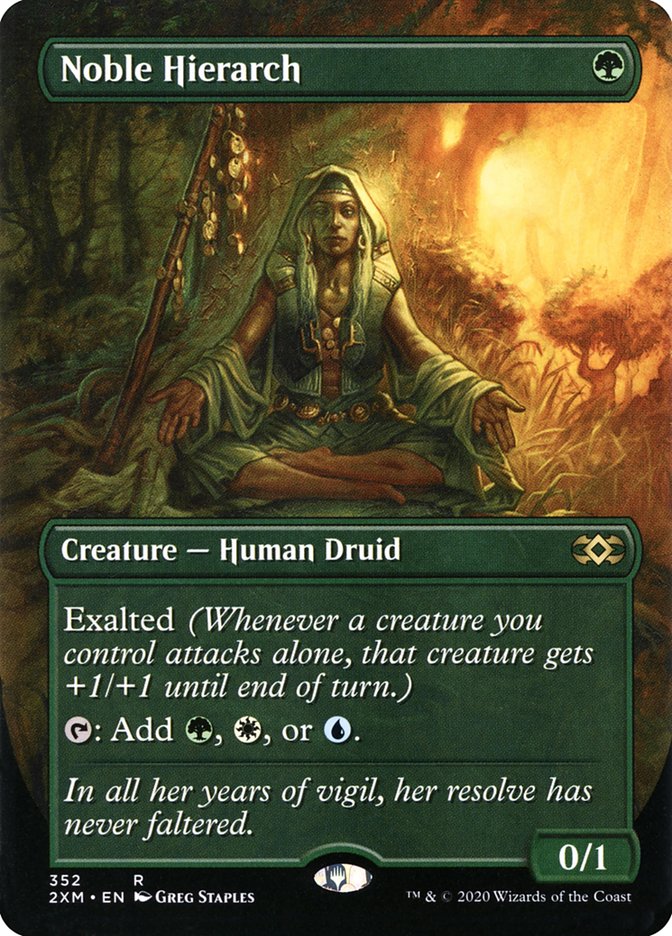 Noble Hierarch
Creature — Human Druid
Exalted (Whenever a creature you
control attacks alone, that creature gets
+1/+1 until end of turn.)
: Add , , or .
In all her years of vigil, her resolve has
never faltered.
0/1
352 R
2XM • EN Greg Staples
™ & © 2020 Wizards of the Coast